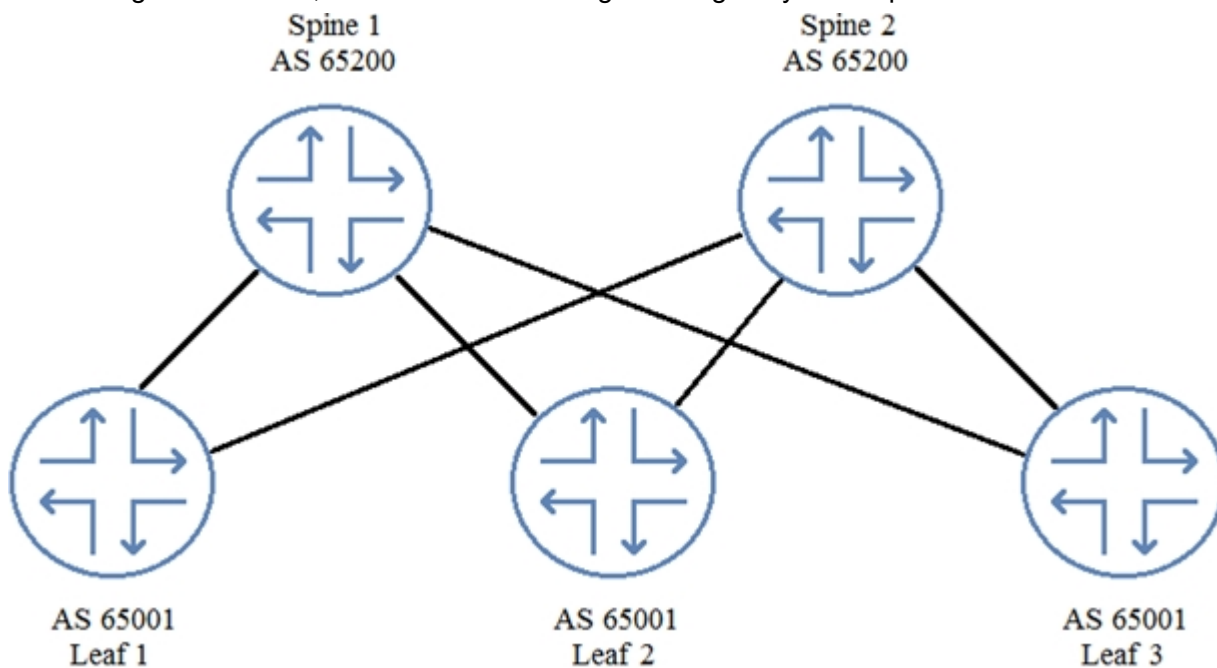 Spine 1
AS 65200
Spine 2
AS 65200
AS 65001
Leaf 1
AS 65001
Leaf 2
AS 65001
Leaf 3